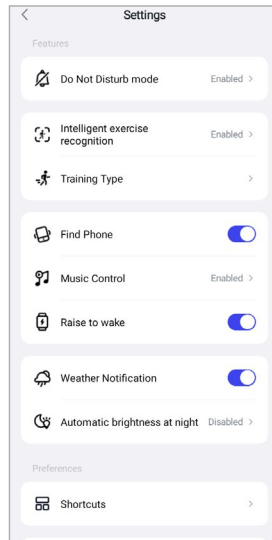 Settings
Features
Do Not Disturb mode Enabled
Intelligent exercise
recognition Enabled
Training Type
Find Phone
Music Control Enabled
Raise to wake
Weather Notification
Automatic brightness at night Disabled
Preferences
Shortcuts